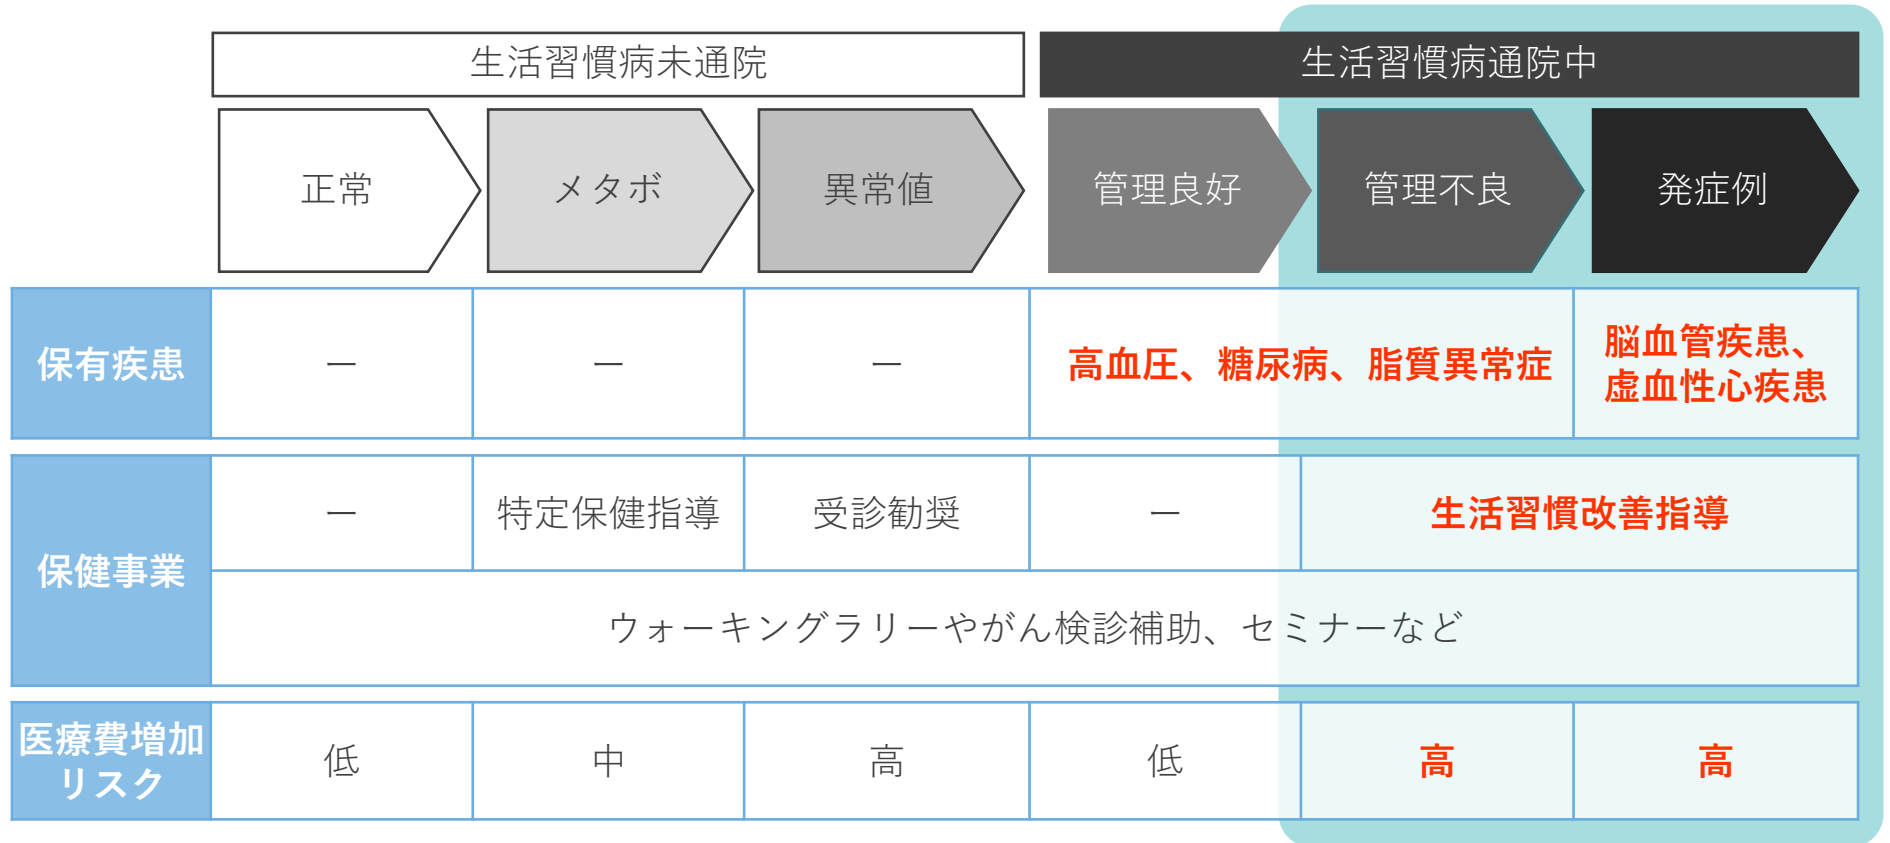 生活習慣病未通院
生活習慣病通院中
正常
メタボ
異常値
管理良好
管理不良
発症例
保有疾患
ー
ー
ー
高血圧、糖尿病、脂質異常症
脳血管疾患、
虚血性心疾患
保健事業
ー
特定保健指導
受診勧奨
ー
生活習慣改善指導
ウォーキングラリーやがん検診補助、セミナーなど
医療費増加
リスク
低
中
高
低
高
高